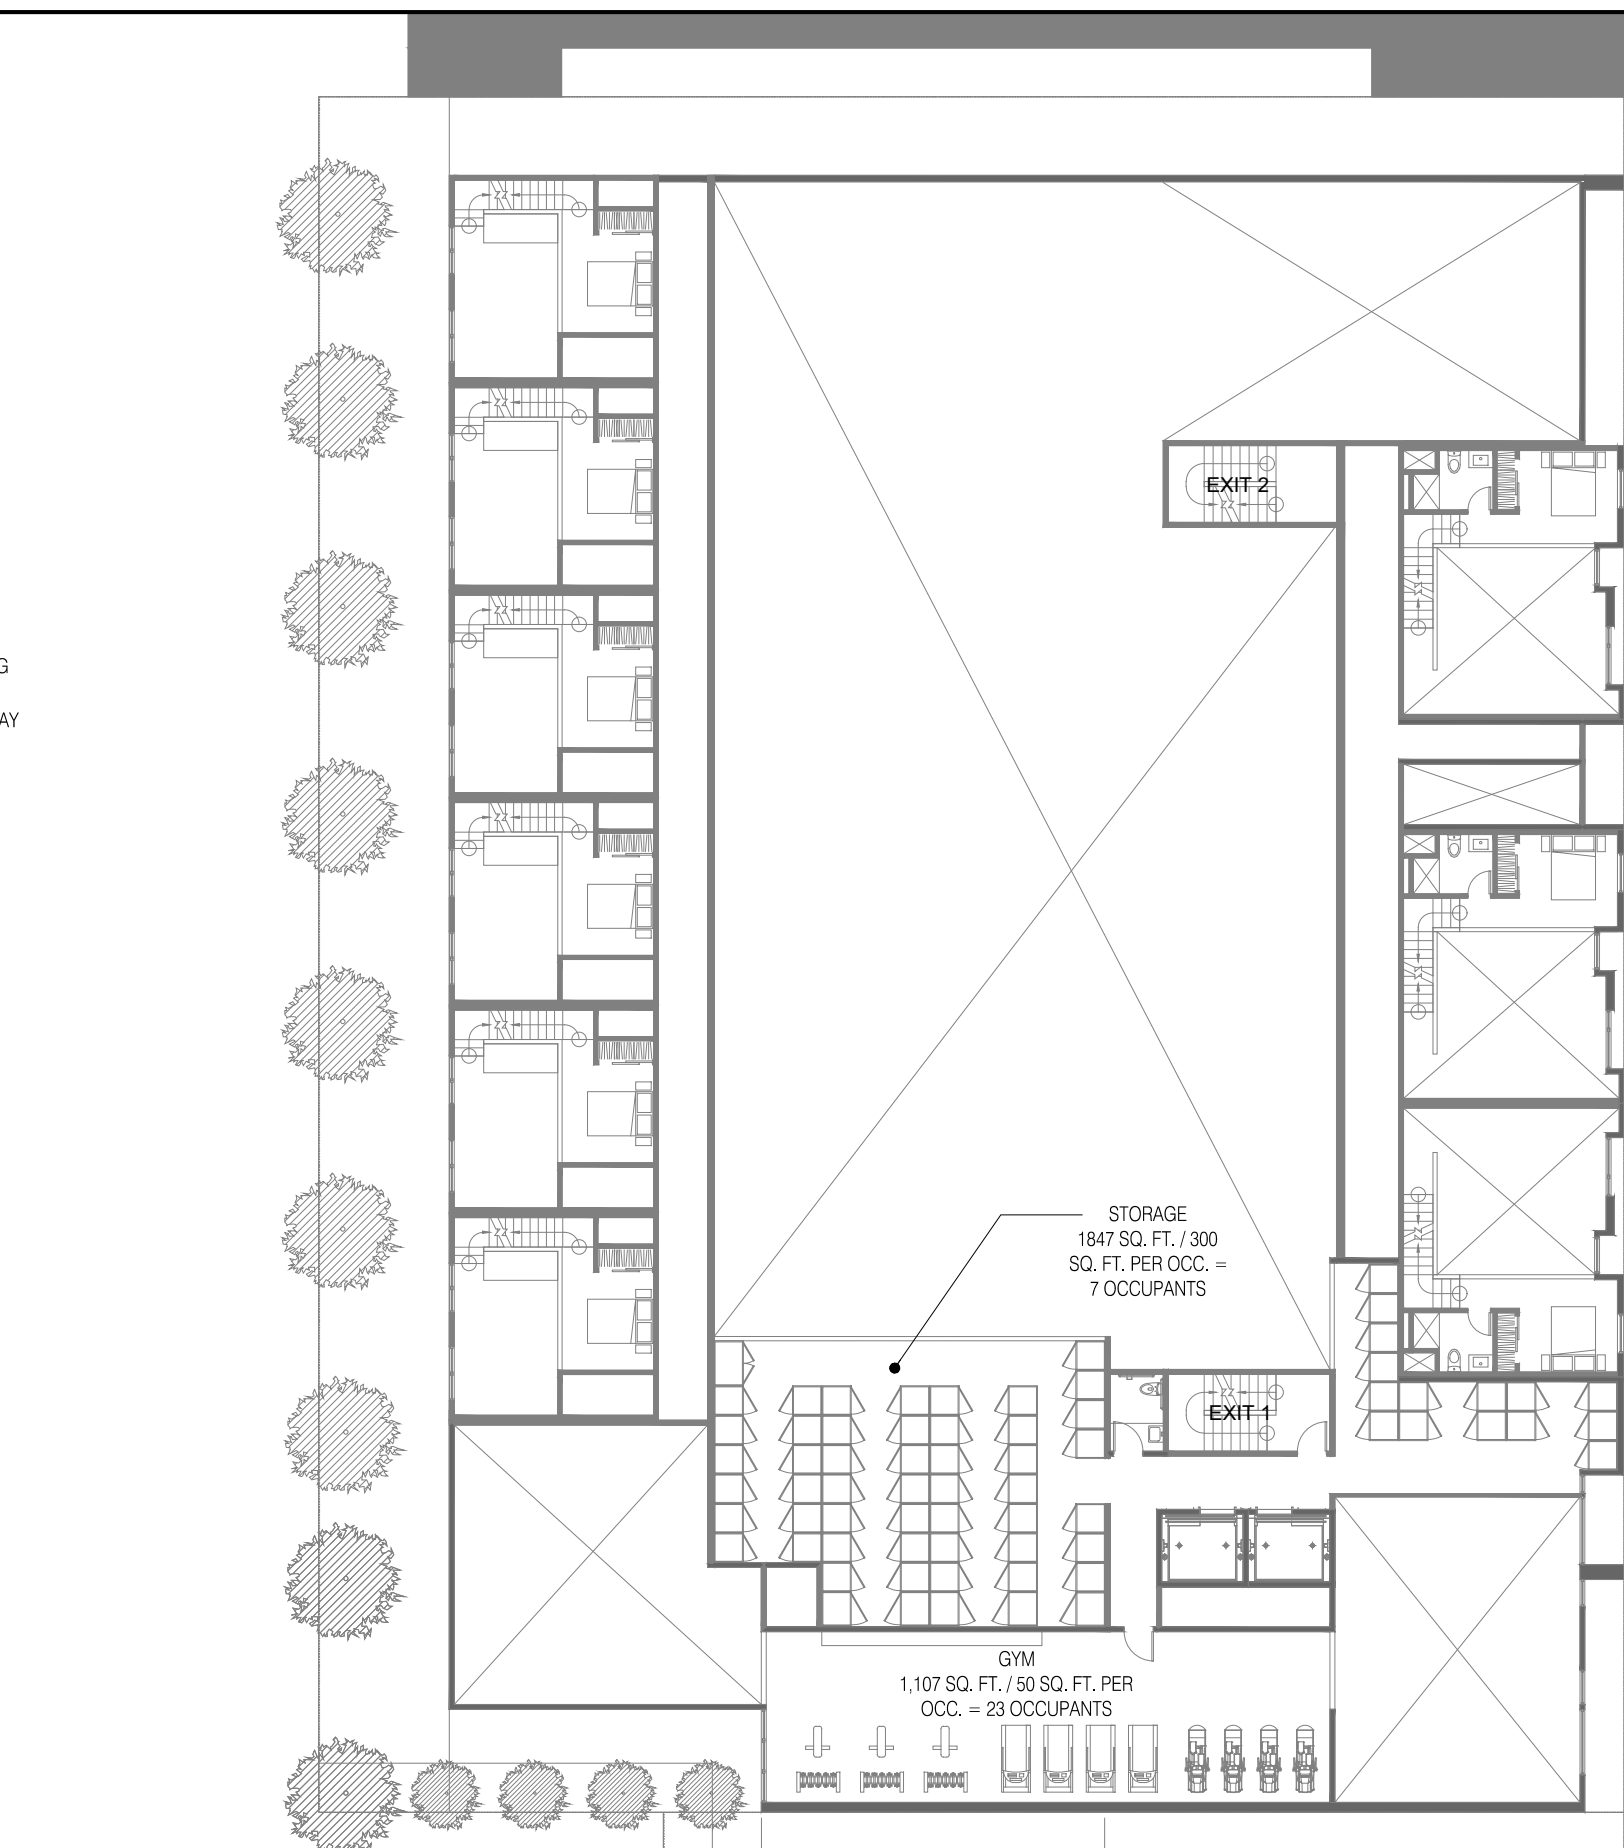 EXIT 2
G
AY
STORAGE
1847 SQ. FT. / 300
SQ. FT. PER OCC. =
7 OCCUPANTS
EXIT 1
GYM
1,107 SQ. FT. / 50 SQ. FT. PER
OCC. = 23 OCCUPANTS